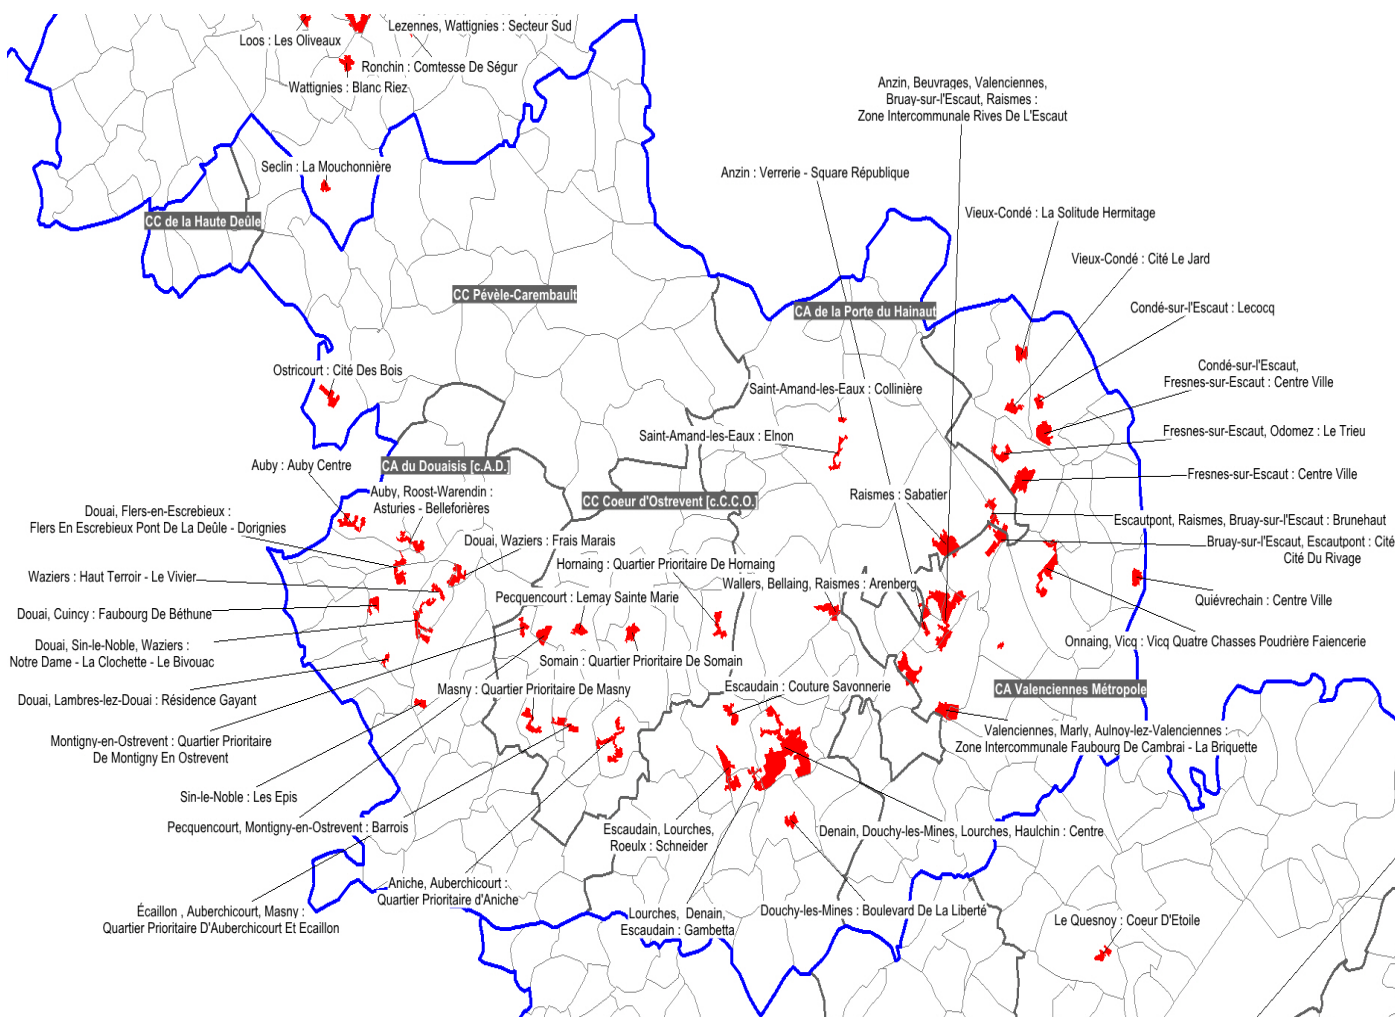 Lezennes, Wattignies : Secteur Sud
Loos : Les Oliveaux
Ronchin : Comtesse De Ségur
Wattignies : Blanc Riez
Anzin, Beuvrages, Valenciennes,
Bruay-sur-l'Escaut, Raismes :
Zone Intercommunale Rives De L'Escaut
Seclin : La Mouchonnière
Anzin : Verrerie - Square République
CC de la Haute Deûle
Vieux-Condé : La Solitude Hermitage
Vieux-Condé : Cité Le Jard
CC Pévèle-Carembault
CA de la Porte du Hainaut
Condé-sur-l'Escaut : Lecocq
Ostricourt : Cité Des Bois
Condé-sur-l'Escaut,
Fresnes-sur-Escaut : Centre Ville
Saint-Amand-les-Eaux : Collinière
Saint-Amand-les-Eaux : Elnon
Fresnes-sur-Escaut, Odomez : Le Trieu
Auby : Auby Centre
CA du Douaisis [c.A.D.]
Fresnes-sur-Escaut : Centre Ville
Auby, Roost-Warendin :
Asturies - Belleforières
CC Coeur d'Ostrevent [c.C.C.O.]
Raismes : Sabatier
Douai, Flers-en-Escrebieux :
Flers En Escrebieux Pont De La Deûle - Dorignies
Escautpont, Raismes, Bruay-sur-l'Escaut : Brunehaut
Douai, Waziers : Frais Marais
Bruay-sur-l'Escaut, Escautpont : Cité
Cité Du Rivage
Hornaing : Quartier Prioritaire De Hornaing
Waziers : Haut Terroir - Le Vivier
Wallers, Bellaing, Raismes : Arenberg
Pecquencourt : Lemay Sainte Marie
Quiévrechain : Centre Ville
Douai, Cuincy : Faubourg De Béthune
Onnaing, Vicq : Vicq Quatre Chasses Poudrière Faiencerie
Douai, Sin-le-Noble, Waziers :
Notre Dame - La Clochette - Le Bivouac
Somain : Quartier Prioritaire De Somain
Douai, Lambres-lez-Douai : Résidence Gayant
Masny : Quartier Prioritaire De Masny
Escaudain : Couture Savonnerie
CA Valenciennes Métropole
Montigny-en-Ostrevent : Quartier Prioritaire
De Montigny En Ostrevent
Valenciennes, Marly, Aulnoy-lez-Valenciennes :
Zone Intercommunale Faubourg De Cambrai - La Briquette
Sin-le-Noble : Les Epis
Pecquencourt, Montigny-en-Ostrevent : Barrois
Escaudain, Lourches,
Roeulx : Schneider
Denain, Douchy-les-Mines, Lourches, Haulchin : Centre
Aniche, Auberchicourt :
Quartier Prioritaire d'Aniche
Écaillon , Auberchicourt, Masny :
Quartier Prioritaire D'Auberchicourt Et Ecaillon
Lourches, Denain,
Escaudain : Gambetta
Douchy-les-Mines : Boulevard De La Liberté
Le Quesnoy : Coeur D'Etoile